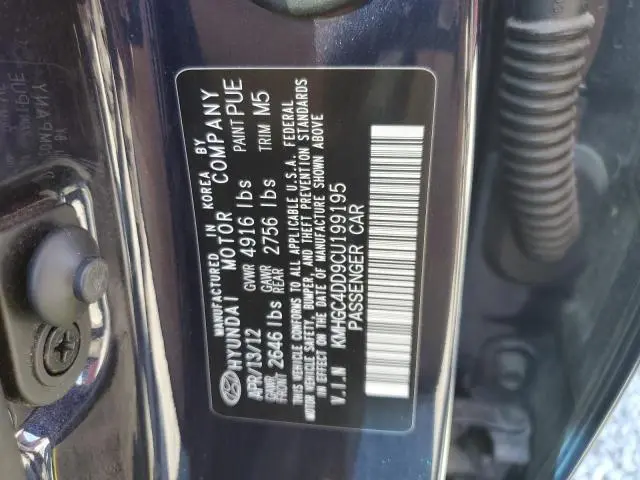 MANUFACTURED IN KOREA BY
HYUNDAI MOTOR COMPANY
APR/13/12 GVWR 4916 lbs PAINT PUE
GAWR FRONT 2646 lbs GAWR REAR 2756 lbs TRIM M5
THIS VEHICLE CONFORMS TO ALL APPLICABLE U.S.A. FEDERAL
MOTOR VEHICLE SAFETY, BUMPER, AND THEFT PREVENTION STANDARDS
IN EFFECT ON THE DATE OF MANUFACTURE SHOWN ABOVE
V.I.N KMHGC4DD9CU199195
PASSENGER CAR